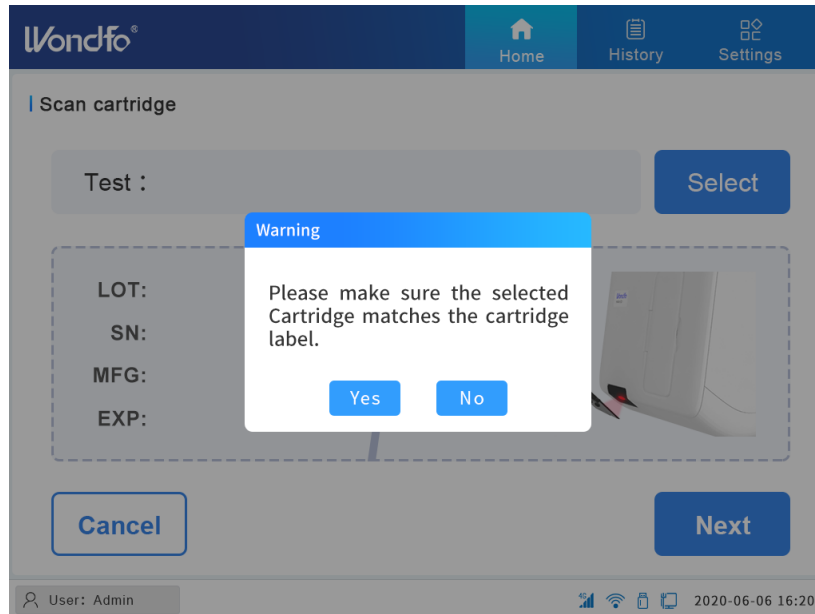 Wondfo®
Home
History
Settings
Scan cartridge
Test :
Select
Warning
Please make sure the selected
Cartridge matches the cartridge
label.
Yes
No
LOT:
SN:
MFG:
EXP:
Cancel
Next
User: Admin
4G
2020-06-06 16:20